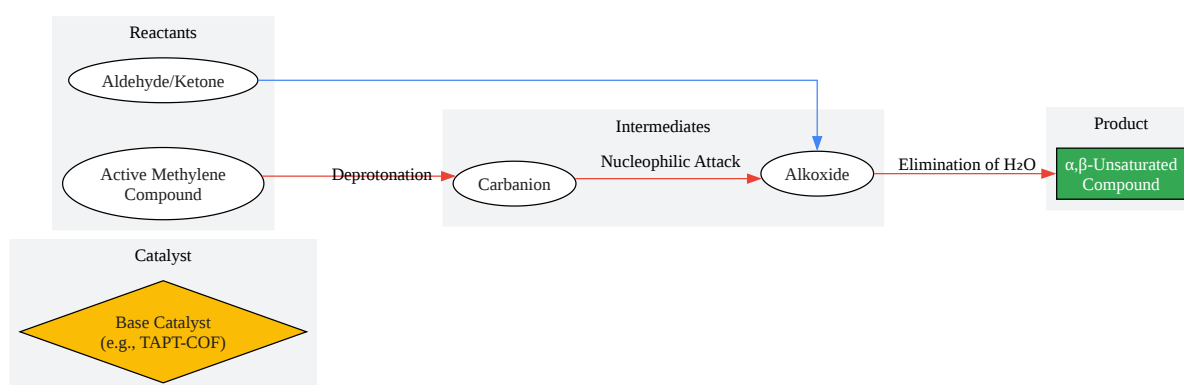 Reactants
Aldehyde/Ketone
Active Methylene
Compound
Deprotonation
Intermediates
Carbanion
Nucleophilic Attack
Alkoxide
Elimination of H₂O
Product
α,β-Unsaturated
Compound
Catalyst
Base Catalyst
(e.g., TAPT-COF)